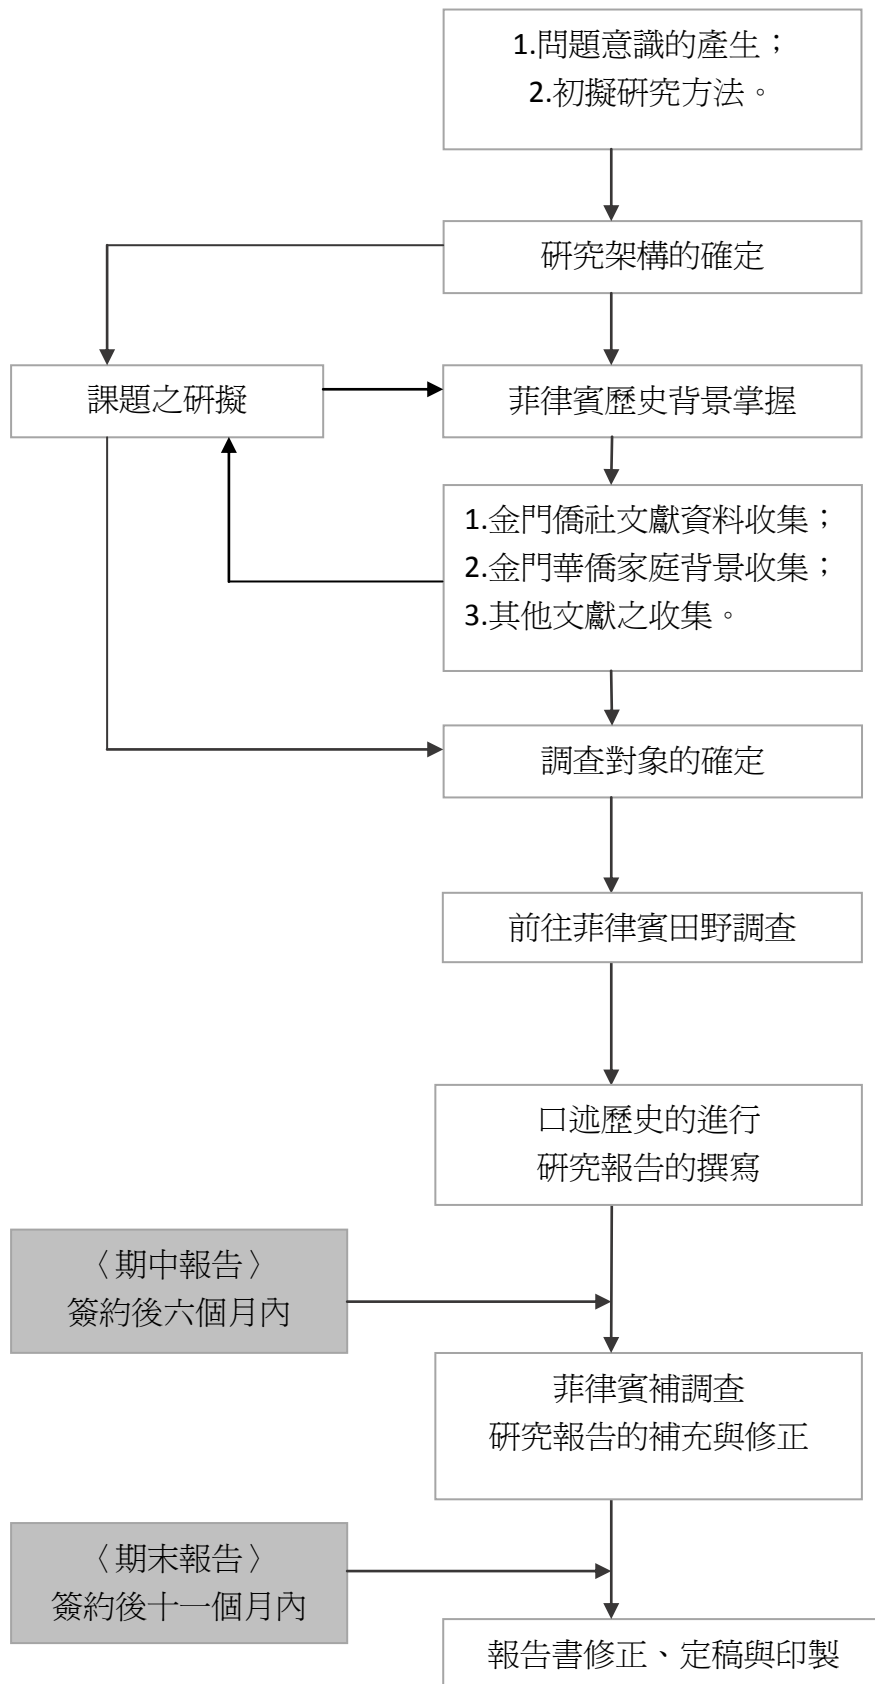 1.問題意識的產生；
2.初擬研究方法。
研究架構的確定
課題之研擬
菲律賓歷史背景掌握
1.金門僑社文獻資料收集；
2.金門華僑家庭背景收集；
3.其他文獻之收集。
調查對象的確定
前往菲律賓田野調查
口述歷史的進行
研究報告的撰寫
〈期中報告〉
簽約後六個月內
菲律賓補調查
研究報告的補充與修正
〈期末報告〉
簽約後十一個月內
報告書修正、定稿與印製